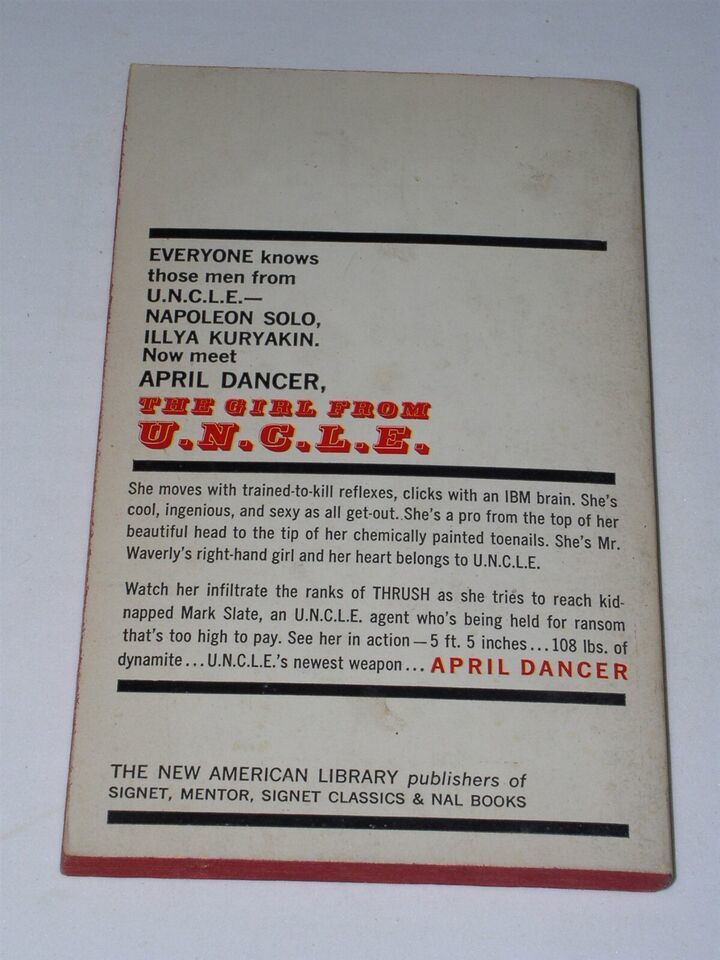 EVERYONE knows
those men from
U.N.C.L.E.—
NAPOLEON SOLO,
ILLYA KURYAKIN.
Now meet
APRIL DANCER,
THE GIRL FROM
U.N.C.L.E.
She moves with trained-to-kill reflexes, clicks with an IBM brain. She's
cool, ingenious, and sexy as all get-out. She's a pro from the top of her
beautiful head to the tip of her chemically painted toenails. She's Mr.
Waverly's right-hand girl and her heart belongs to U.N.C.L.E.
Watch her infiltrate the ranks of THRUSH as she tries to reach kid-
napped Mark Slate, an U.N.C.L.E. agent who's being held for ransom
that's too high to pay. See her in action—5 ft. 5 inches...108 lbs. of
dynamite...U.N.C.L.E.'s newest weapon... APRIL DANCER
THE NEW AMERICAN LIBRARY publishers of
SIGNET, MENTOR, SIGNET CLASSICS & NAL BOOKS